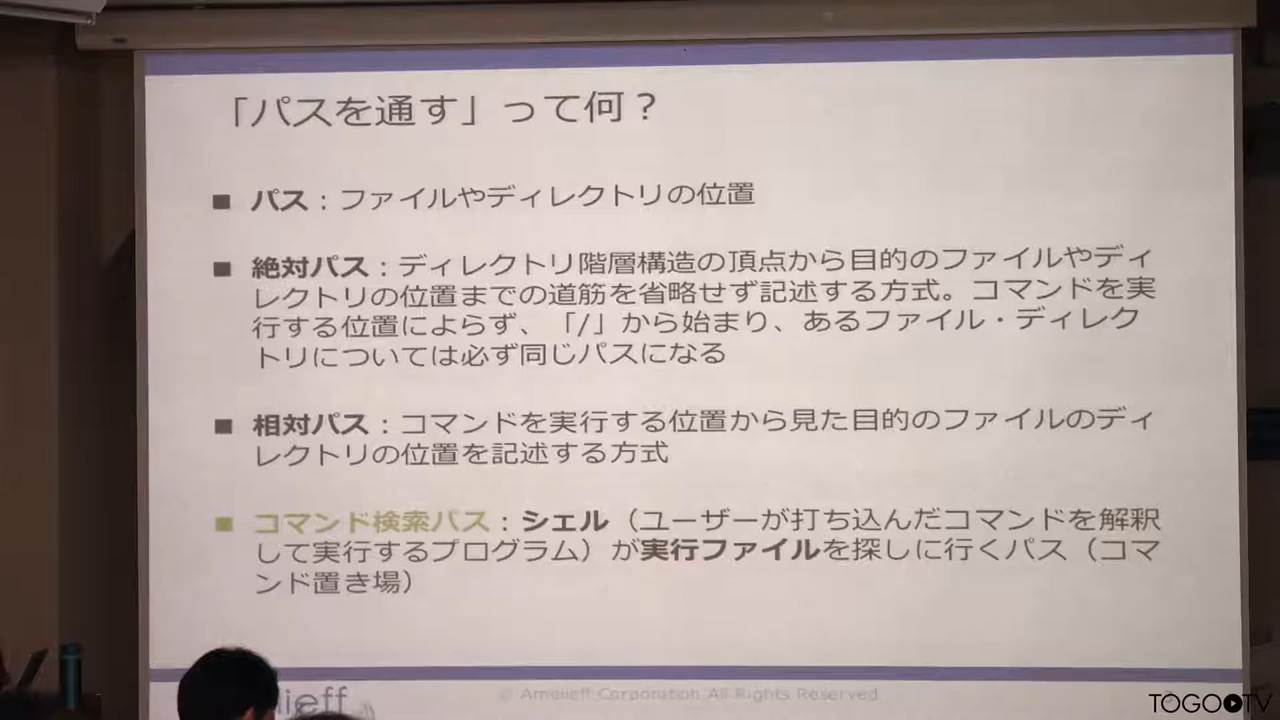 「パスを通す」って何？
■ パス：ファイルやディレクトリの位置
■ 絶対パス：ディレクトリ階層構造の頂点から目的のファイルやディ
レクトリの位置までの道筋を省略せず記述する方式。コマンドを実
行する位置によらず、「/」から始まり、あるファイル・ディレク
トリについては必ず同じパスになる
■ 相対パス：コマンドを実行する位置から見た目的のファイルのディ
レクトリの位置を記述する方式
■ コマンド検索パス：シェル（ユーザーが打ち込んだコマンドを解釈
して実行するプログラム）が実行ファイルを探しに行くパス（コマ
ンド置き場）
© Amelieff Corporation All Rights Reserved
TOGOTV